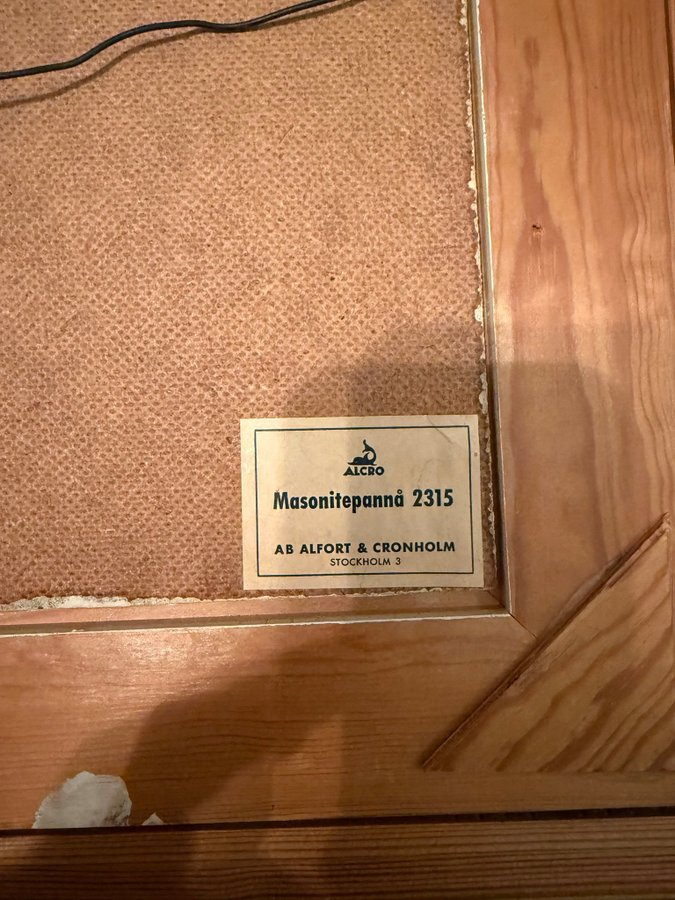 ALCRO
Masonitepannå 2315
AB ALFORT & CRONHOLM
STOCKHOLM 3